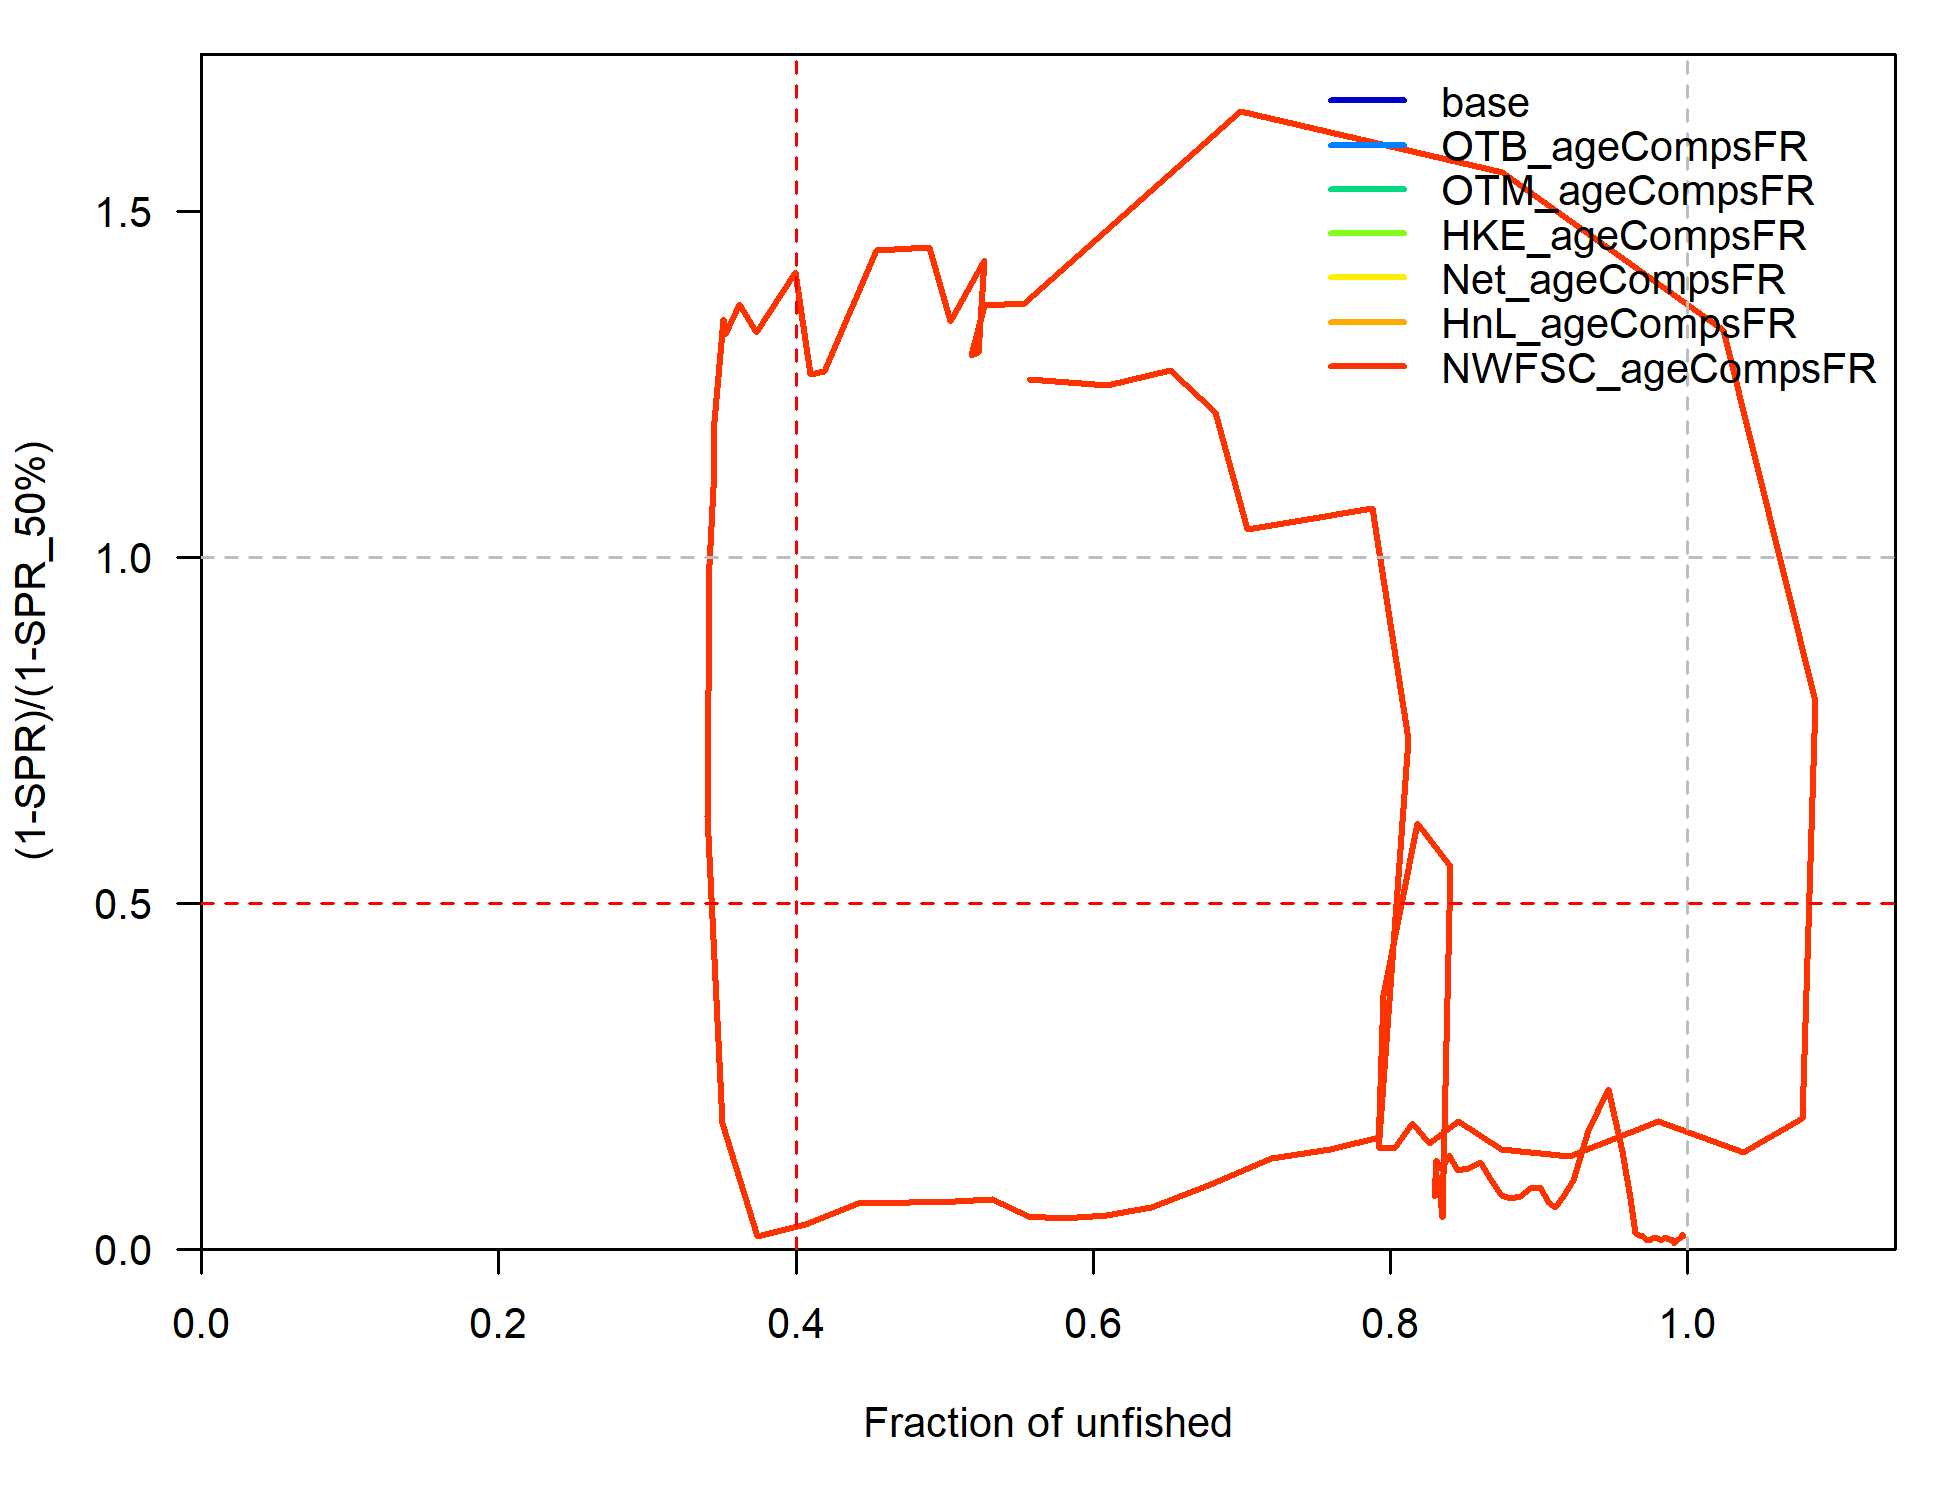 base
OTB_ageCompsFR
OTM_ageCompsFR
HKE_ageCompsFR
Net_ageCompsFR
HnL_ageCompsFR
NWFSC_ageCompsFR
(1-SPR)/(1-SPR_50%)
1.5
1.0
0.5
0.0
0.0 0.2 0.4 0.6 0.8 1.0
Fraction of unfished